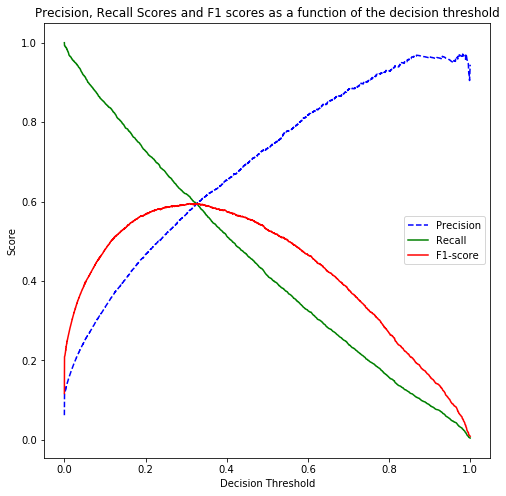 Precision, Recall Scores and F1 scores as a function of the decision threshold
1.0
0.8
0.6
0.4
0.2
0.0
Score
Precision
Recall
F1-score
0.0 0.2 0.4 0.6 0.8 1.0
Decision Threshold